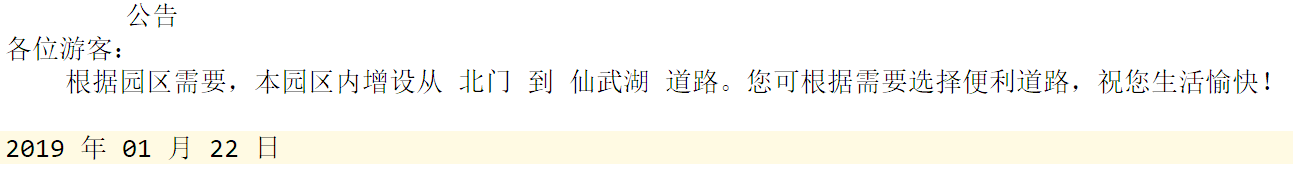 公告
各位游客：
根据园区需要，本园区内增设从 北门 到 仙武湖 道路。您可根据需要选择便利道路，祝您生活愉快！
2019 年 01 月 22 日